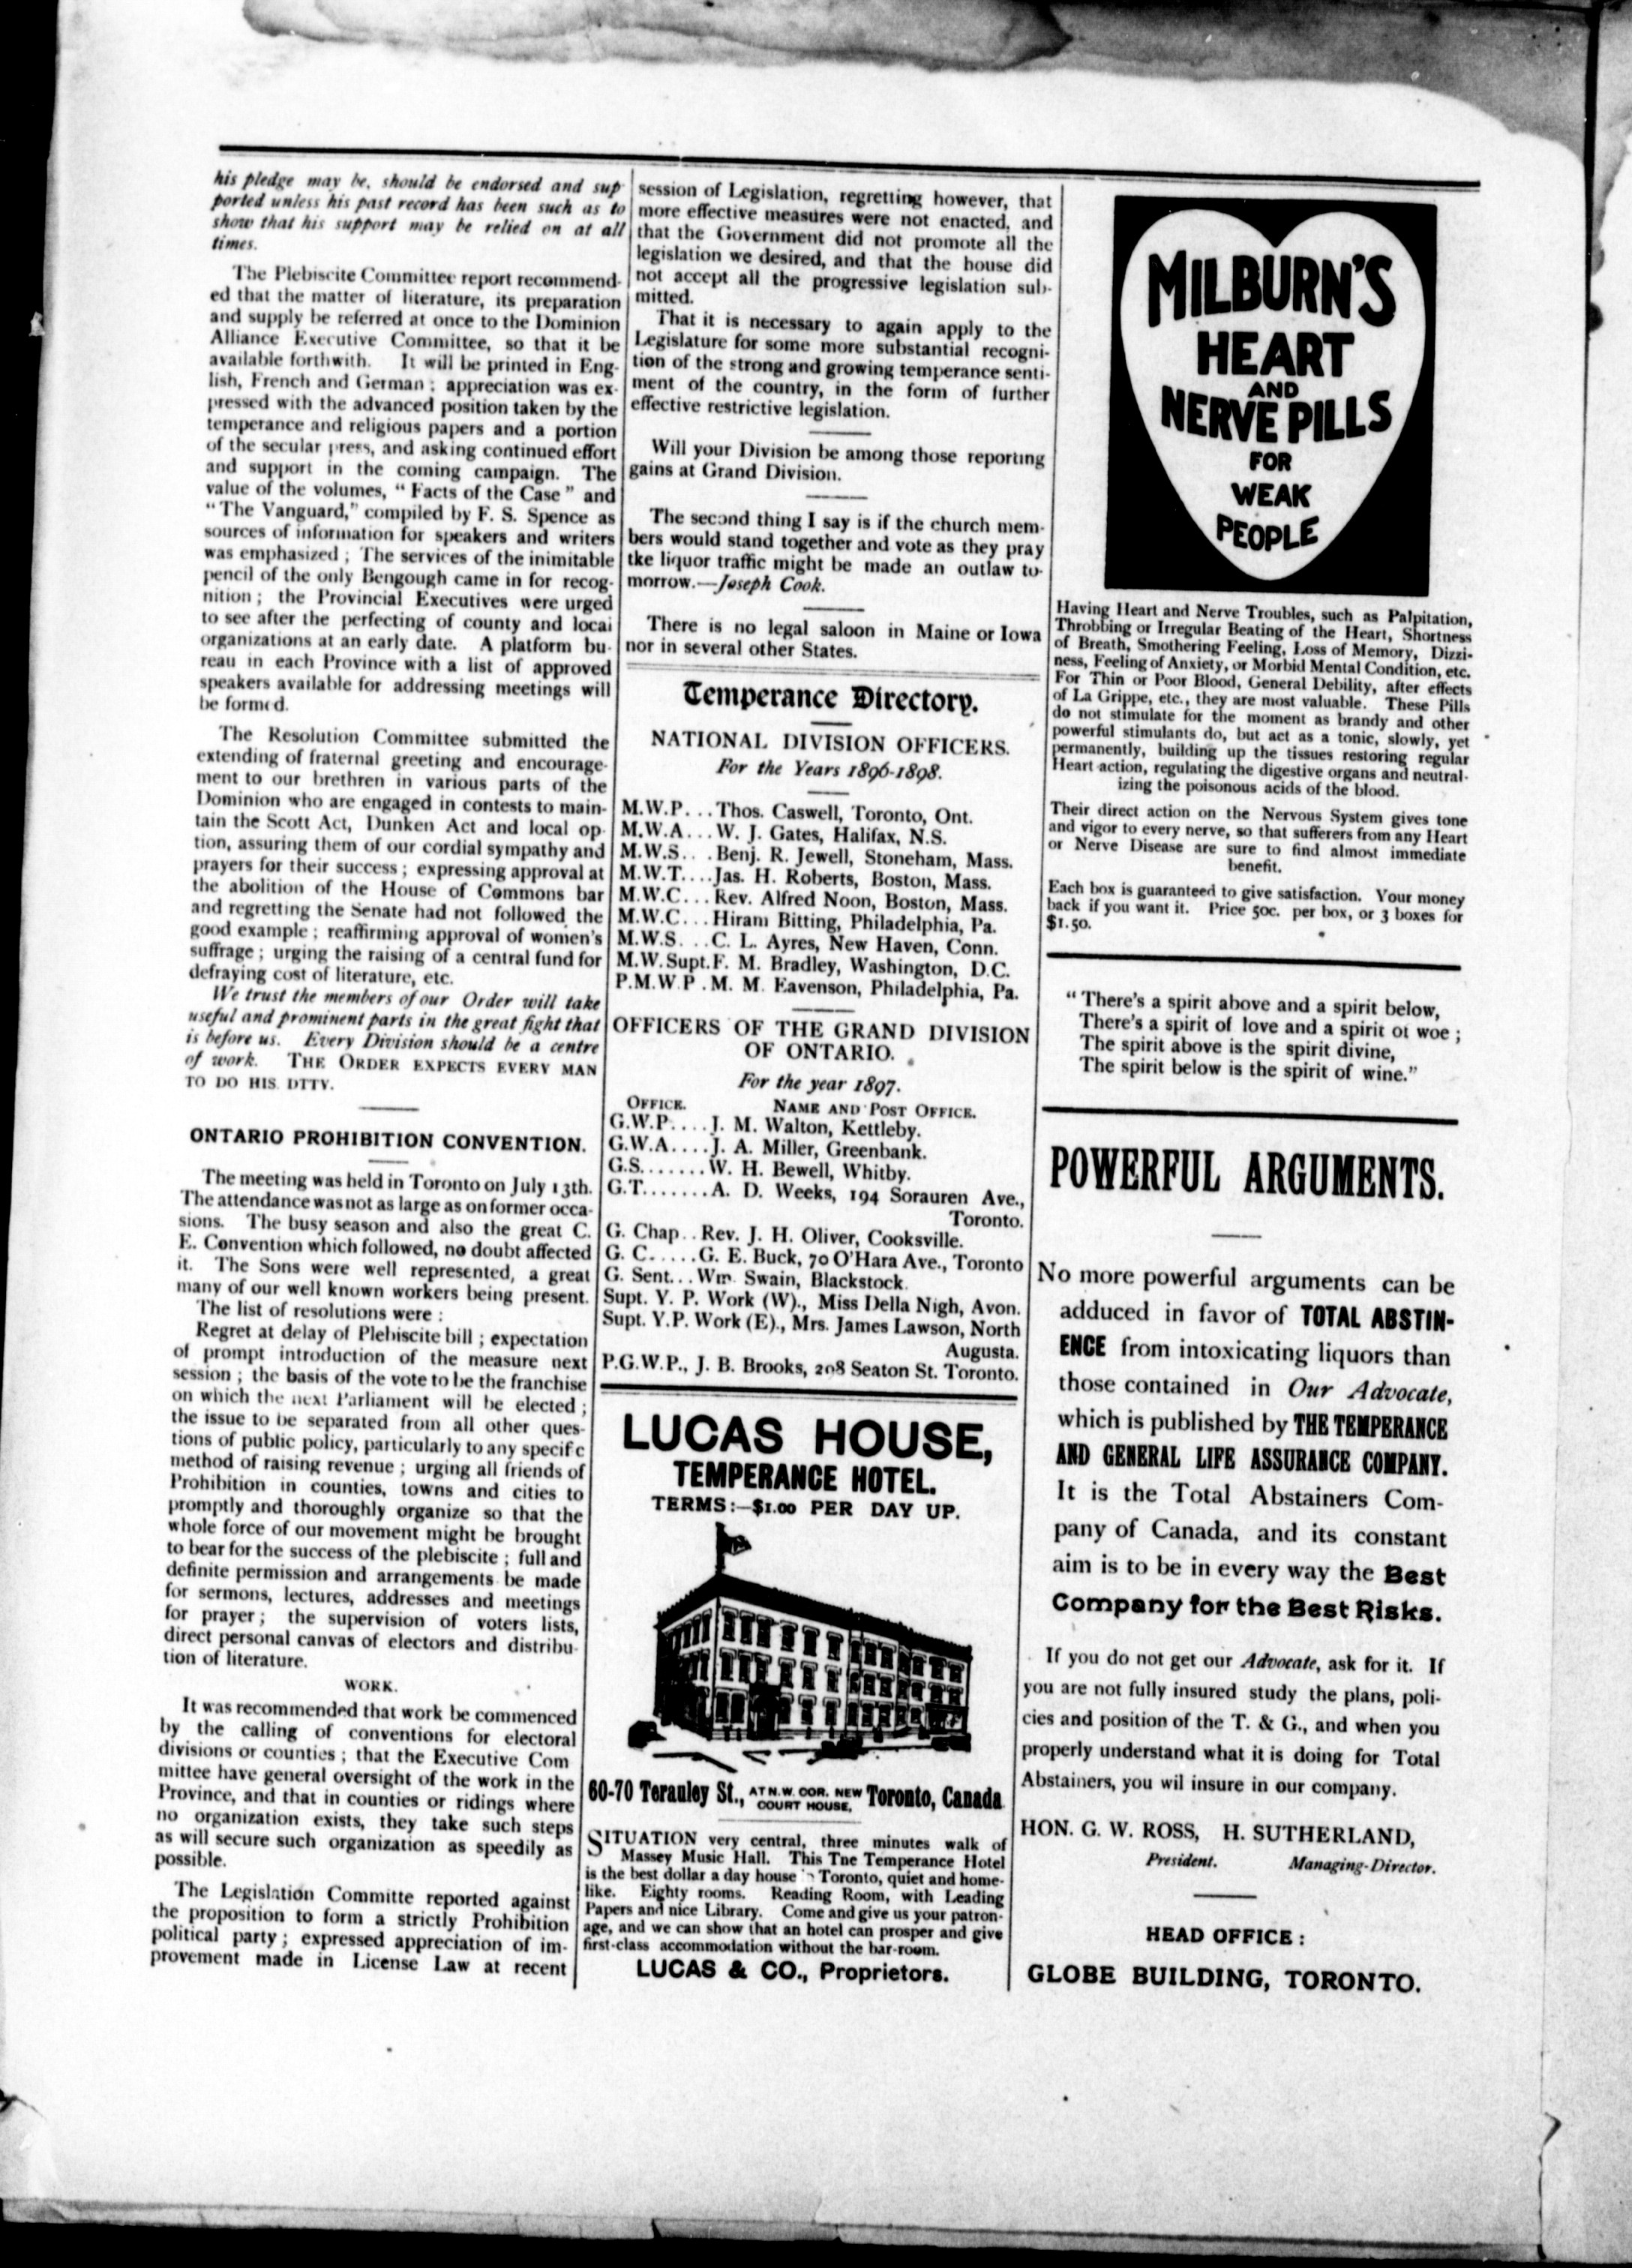 his pledge may be, should be endorsed and sup
ported unless his past record has been such as to
show that his support may be relied on at all
times.
The Plebiscite Committee report recommend-
ed that the matter of literature, its preparation
and supply be referred at once to the Dominion
Alliance Executive Committee, so that it be
available forthwith. It will be printed in Eng-
lish, French and German; appreciation was ex-
pressed with the advanced position taken by the
temperance and religious papers and a portion
of the secular press, and asking continued effort
and support in the coming campaign. The
value of the volumes, "Facts of the Case" and
"The Vanguard," compiled by F. S. Spence as
sources of information for speakers and writers
was emphasized; The services of the inimitable
pencil of the only Bengough came in for recog-
nition; the Provincial Executives were urged
to see after the perfecting of county and local
organizations at an early date. A platform bu-
reau in each Province with a list of approved
speakers available for addressing meetings will
be formed.
The Resolution Committee submitted the
extending of fraternal greeting and encourage-
ment to our brethren in various parts of the
Dominion who are engaged in contests to main-
tain the Scott Act, Dunken Act and local op-
tion, assuring them of our cordial sympathy and
prayers for their success; expressing approval at
the abolition of the House of Commons bar
and regretting the Senate had not followed the
good example; reaffirming approval of women's
suffrage; urging the raising of a central fund for
defraying cost of literature, etc.
We trust the members of our Order will take
useful and prominent parts in the great fight that
is before us. Every Division should be a centre
of work. THE ORDER EXPECTS EVERY MAN
TO DO HIS DTTY.
ONTARIO PROHIBITION CONVENTION.
The meeting was held in Toronto on July 13th.
The attendance was not as large as on former occa-
sions. The busy season and also the great C.
E. Convention which followed, no doubt affected
it. The Sons were well represented, a great
many of our well known workers being present.
The list of resolutions were:
Regret at delay of Plebiscite bill; expectation
of prompt introduction of the measure next
session; the basis of the vote to be the franchise
on which the next Parliament will be elected;
the issue to be separated from all other ques-
tions of public policy, particularly to any specific
method of raising revenue; urging all friends of
Prohibition in counties, towns and cities to
promptly and thoroughly organize so that the
whole force of our movement might be brought
to bear for the success of the plebiscite; full and
definite permission and arrangements be made
for sermons, lectures, addresses and meetings
for prayer; the supervision of voters lists,
direct personal canvas of electors and distribu-
tion of literature.
WORK.
It was recommended that work be commenced
by the calling of conventions for electoral
divisions or counties; that the Executive Com
mittee have general oversight of the work in the
Province, and that in counties or ridings where
no organization exists, they take such steps
as will secure such organization as speedily as
possible.
The Legislation Committe reported against
the proposition to form a strictly Prohibition
political party; expressed appreciation of im-
provement made in License Law at recent
session of Legislation, regretting however, that
more effective measures were not enacted, and
that the Government did not promote all the
legislation we desired, and that the house did
not accept all the progressive legislation sub-
mitted.
That it is necessary to again apply to the
Legislature for some more substantial recogni-
tion of the strong and growing temperance senti-
ment of the country, in the form of further
effective restrictive legislation.
Will your Division be among those reporting
gains at Grand Division.
The second thing I say is if the church mem-
bers would stand together and vote as they pray
tke liquor traffic might be made an outlaw to-
morrow.—Joseph Cook.
There is no legal saloon in Maine or Iowa
nor in several other States.
Temperance Directory.
NATIONAL DIVISION OFFICERS.
For the Years 1896-1898.
M.W.P... Thos. Caswell, Toronto, Ont.
M.W.A...W. J. Gates, Halifax, N.S.
M.W.S... Benj. R. Jewell, Stoneham, Mass.
M.W.T....Jas. H. Roberts, Boston, Mass.
M.W.C... Rev. Alfred Noon, Boston, Mass.
M.W.C... Hiram Bitting, Philadelphia, Pa.
M.W.S. ..C. L. Ayres, New Haven, Conn.
M.W.Supt.F. M. Bradley, Washington, D.C.
P.M.W.P .M. M. Eavenson, Philadelphia, Pa.
OFFICERS OF THE GRAND DIVISION
OF ONTARIO.
For the year 1897.
OFFICE. NAME AND POST OFFICE.
G.W.P....J. M. Walton, Kettleby.
G.W.A....J. A. Miller, Greenbank.
G.S.......W. H. Bewell, Whitby.
G.T.......A. D. Weeks, 194 Sorauren Ave.,
Toronto.
G. Chap..Rev. J. H. Oliver, Cooksville.
G. C.....G. E. Buck, 70 O'Hara Ave., Toronto
G. Sent...Wm. Swain, Blackstock.
Supt. Y. P. Work (W)., Miss Della Nigh, Avon.
Supt. Y.P. Work (E)., Mrs. James Lawson, North
Augusta.
P.G.W.P., J. B. Brooks, 208 Seaton St. Toronto.
LUCAS HOUSE,
TEMPERANCE HOTEL.
TERMS:—$1.00 PER DAY UP.
60-70 Terauley St., AT N.W. COR. NEW COURT HOUSE, Toronto, Canada
SITUATION very central, three minutes walk of
Massey Music Hall. This Tne Temperance Hotel
is the best dollar a day house in Toronto, quiet and home-
like. Eighty rooms. Reading Room, with Leading
Papers and nice Library. Come and give us your patron-
age, and we can show that an hotel can prosper and give
first-class accommodation without the bar-room.
LUCAS & CO., Proprietors.
MILBURN'S
HEART
AND
NERVE PILLS
FOR
WEAK
PEOPLE
Having Heart and Nerve Troubles, such as Palpitation,
Throbbing or Irregular Beating of the Heart, Shortness
of Breath, Smothering Feeling, Loss of Memory, Dizzi-
ness, Feeling of Anxiety, or Morbid Mental Condition, etc.
For Thin or Poor Blood, General Debility, after effects
of La Grippe, etc., they are most valuable. These Pills
do not stimulate for the moment as brandy and other
powerful stimulants do, but act as a tonic, slowly, yet
permanently, building up the tissues restoring regular
Heart action, regulating the digestive organs and neutral-
izing the poisonous acids of the blood.
Their direct action on the Nervous System gives tone
and vigor to every nerve, so that sufferers from any Heart
or Nerve Disease are sure to find almost immediate
benefit.
Each box is guaranteed to give satisfaction. Your money
back if you want it. Price 50c. per box, or 3 boxes for
$1.50.
"There's a spirit above and a spirit below,
There's a spirit of love and a spirit of woe;
The spirit above is the spirit divine,
The spirit below is the spirit of wine."
POWERFUL ARGUMENTS.
No more powerful arguments can be
adduced in favor of TOTAL ABSTIN-
ENCE from intoxicating liquors than
those contained in Our Advocate,
which is published by THE TEMPERANCE
AND GENERAL LIFE ASSURANCE COMPANY.
It is the Total Abstainers Com-
pany of Canada, and its constant
aim is to be in every way the Best
Company for the Best Risks.
If you do not get our Advocate, ask for it. If
you are not fully insured study the plans, poli-
cies and position of the T. & G., and when you
properly understand what it is doing for Total
Abstainers, you wil insure in our company.
HON. G. W. ROSS, H. SUTHERLAND,
President. Managing-Director.
HEAD OFFICE:
GLOBE BUILDING, TORONTO.